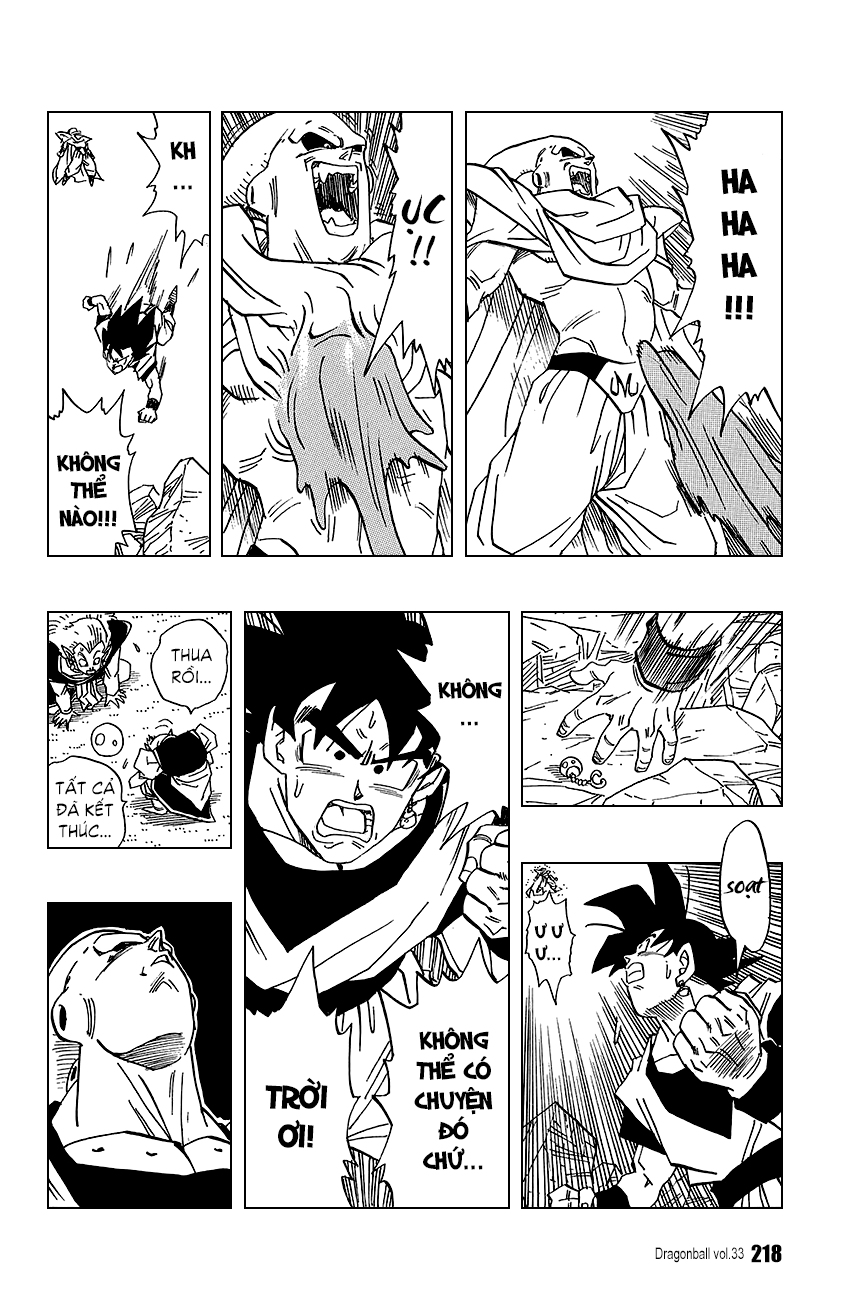 HA
HA
HA
!!!
ỤC
!!
KH
...
KHÔNG
THỂ
NÀO!!!
soạt
Ư Ư
Ư...
KHÔNG
...
KHÔNG
THỂ CÓ
CHUYỆN
ĐÓ
CHỨ...
TRỜI
ƠI!
THUA
RỒI...
TẤT CẢ
ĐÃ KẾT
THÚC...
Dragonball vol.33 218